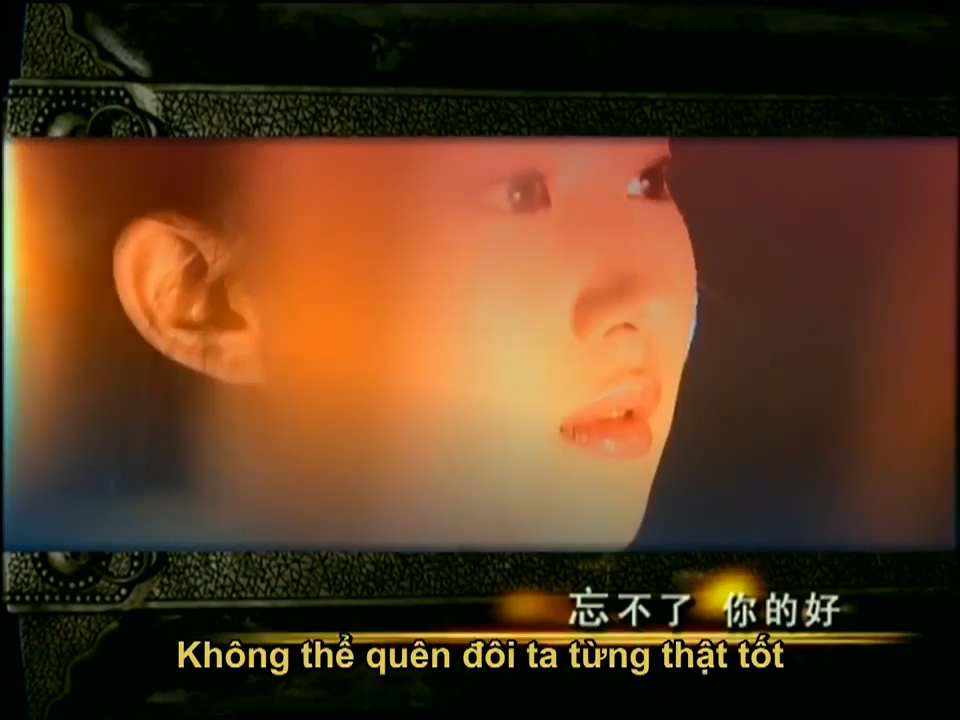 忘不了 你的好
Không thể quên đôi ta từng thật tốt